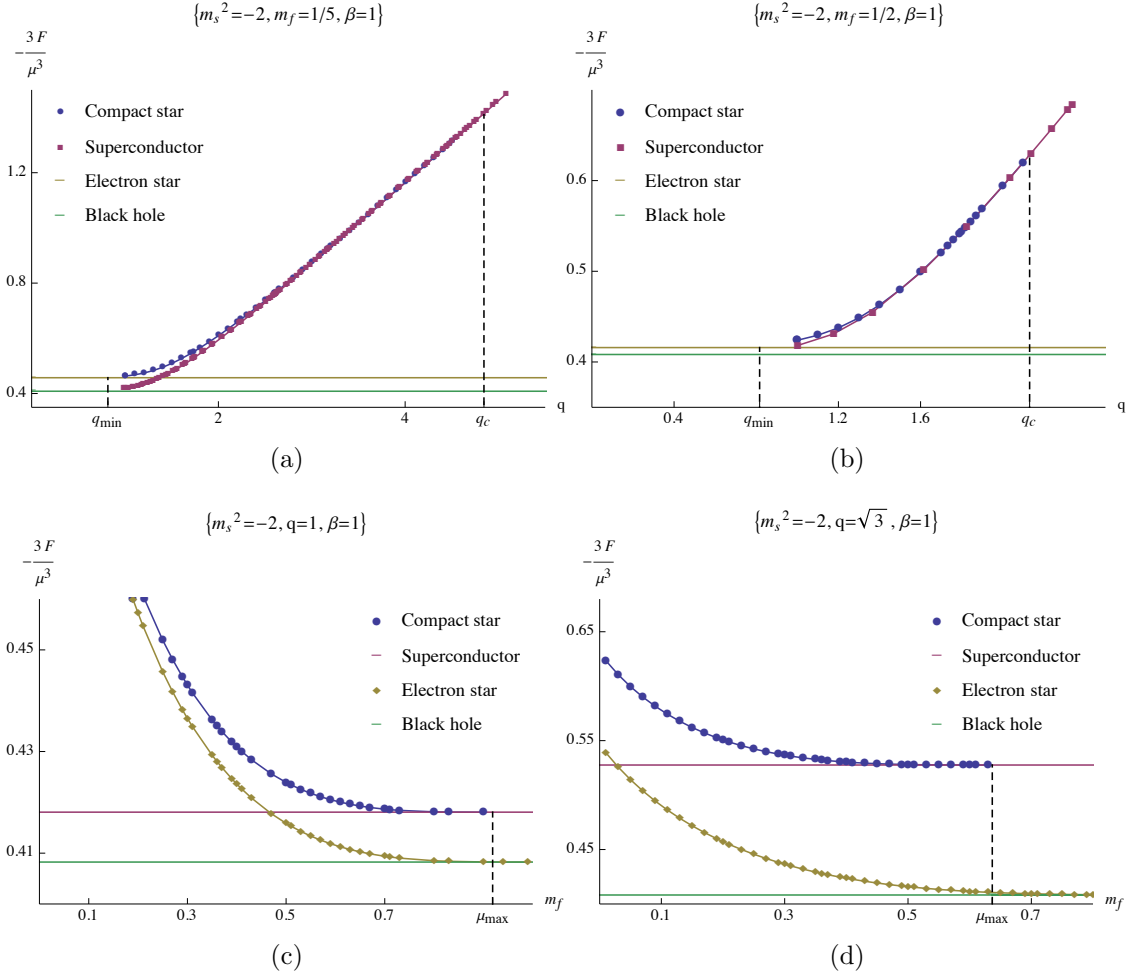 {m_s^2=−2, m_f=1/5, β=1}
−3F/μ^3
Compact star
Superconductor
Electron star
Black hole
1.2
0.8
0.4
q_min
2
4
q_c
q
(a)
{m_s^2=−2, m_f=1/2, β=1}
−3F/μ^3
Compact star
Superconductor
Electron star
Black hole
0.6
0.5
0.4
0.4
q_min
1.2
1.6
q_c
q
(b)
{m_s^2=−2, q=1, β=1}
−3F/μ^3
Compact star
Superconductor
Electron star
Black hole
0.45
0.43
0.41
0.1
0.3
0.5
0.7
μ_max
m_f
(c)
{m_s^2=−2, q=√3, β=1}
−3F/μ^3
Compact star
Superconductor
Electron star
Black hole
0.65
0.55
0.45
0.1
0.3
0.5
μ_max
0.7
m_f
(d)